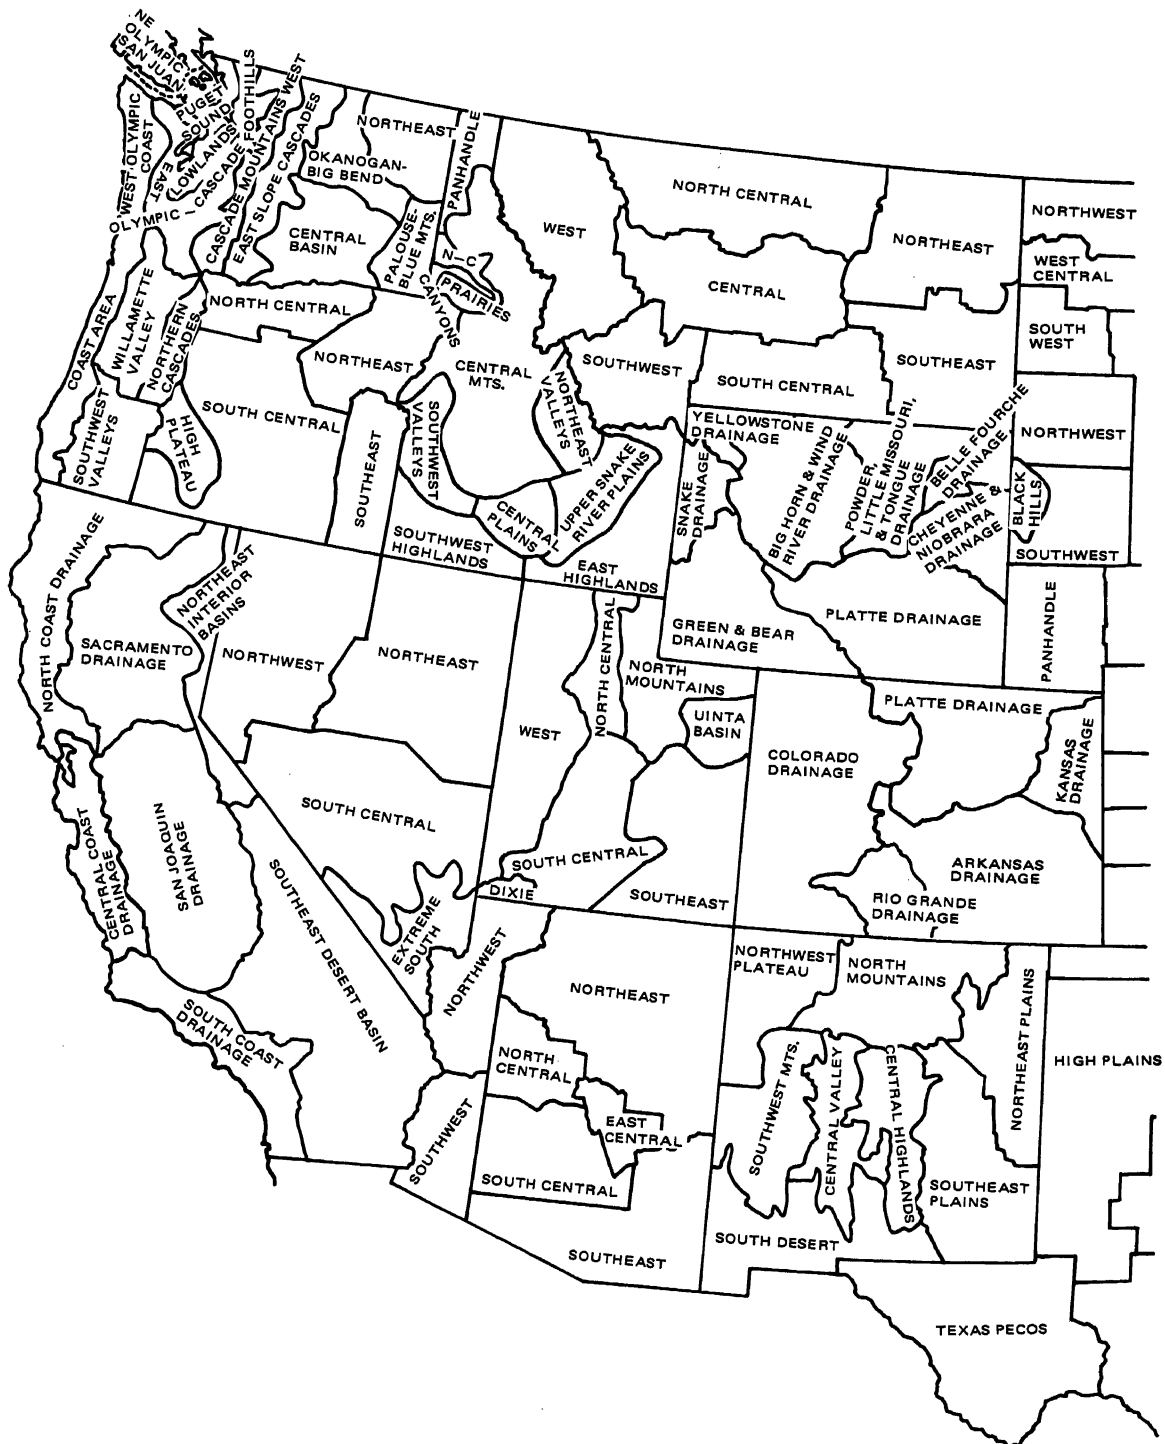 NE
OLYMPIC
SAN JUAN
PUGET
SOUND
LOWLANDS
WEST OLYMPIC
COAST
EAST
OLYMPIC – CASCADE FOOTHILLS
CASCADE MOUNTAINS WEST
EAST SLOPE CASCADES
OKANOGAN-
BIG BEND
NORTHEAST
CENTRAL
BASIN
PALOUSE-
BLUE MTS.
PANHANDLE
N–C
PRAIRIES
CANYONS
CENTRAL
MTS.
NORTHEAST
VALLEYS
SOUTHWEST
VALLEYS
CENTRAL
PLAINS
UPPER SNAKE
RIVER PLAINS
SOUTHWEST
HIGHLANDS
EAST
HIGHLANDS
COAST AREA
WILLAMETTE
VALLEY
NORTHERN
CASCADES
NORTH CENTRAL
NORTHEAST
SOUTH CENTRAL
HIGH
PLATEAU
SOUTHWEST
VALLEYS
SOUTHEAST
WEST
NORTH CENTRAL
NORTHEAST
CENTRAL
SOUTHWEST
SOUTH CENTRAL
SOUTHEAST
NORTHWEST
WEST
CENTRAL
SOUTH
WEST
NORTHWEST
BLACK
HILLS
SOUTHWEST
YELLOWSTONE
DRAINAGE
SNAKE
DRAINAGE
BIG HORN & WIND
RIVER DRAINAGE
POWDER,
LITTLE MISSOURI,
& TONGUE
DRAINAGE
BELLE FOURCHE
DRAINAGE
CHEYENNE &
NIOBRARA
DRAINAGE
GREEN & BEAR
DRAINAGE
PLATTE DRAINAGE
PANHANDLE
NORTH COAST DRAINAGE
SACRAMENTO
DRAINAGE
NORTHEAST
INTERIOR
BASINS
CENTRAL COAST
DRAINAGE
SAN JOAQUIN
DRAINAGE
SOUTHEAST DESERT BASIN
SOUTH COAST
DRAINAGE
NORTHWEST
NORTHEAST
SOUTH CENTRAL
EXTREME
SOUTH
WEST
NORTH CENTRAL
NORTH
MOUNTAINS
UINTA
BASIN
SOUTH CENTRAL
DIXIE
SOUTHEAST
COLORADO
DRAINAGE
PLATTE DRAINAGE
KANSAS
DRAINAGE
ARKANSAS
DRAINAGE
RIO GRANDE
DRAINAGE
NORTHWEST
NORTHEAST
NORTH
CENTRAL
EAST
CENTRAL
SOUTHWEST
SOUTH CENTRAL
SOUTHEAST
NORTHWEST
PLATEAU
NORTH
MOUNTAINS
NORTHEAST PLAINS
SOUTHWEST MTS.
CENTRAL VALLEY
CENTRAL HIGHLANDS
SOUTHEAST
PLAINS
SOUTH DESERT
HIGH PLAINS
TEXAS PECOS